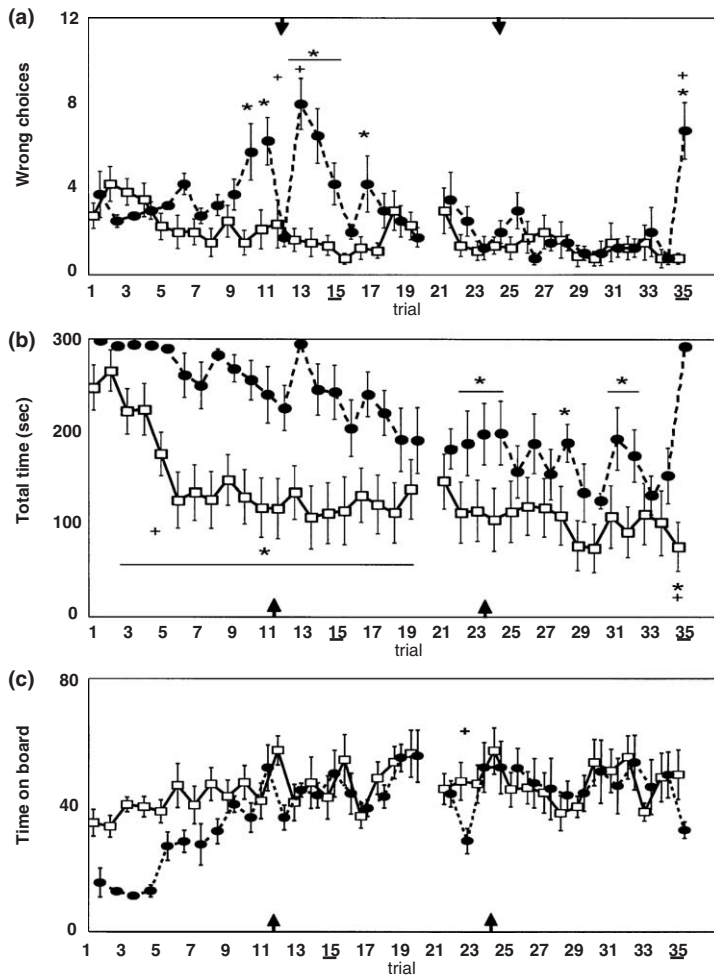 (a)
12
8
4
0
Wrong choices
* * + + * * + *
1 3 5 7 9 11 13 15 17 19 21 23 25 27 29 31 33 35
trial
(b)
300
200
100
0
Total time (sec)
* * *
+ * * +
1 3 5 7 9 11 13 15 17 19 21 23 25 27 29 31 33 35
trial
(c)
80
40
0
Time on board
+
1 3 5 7 9 11 13 15 17 19 21 23 25 27 29 31 33 35
trial